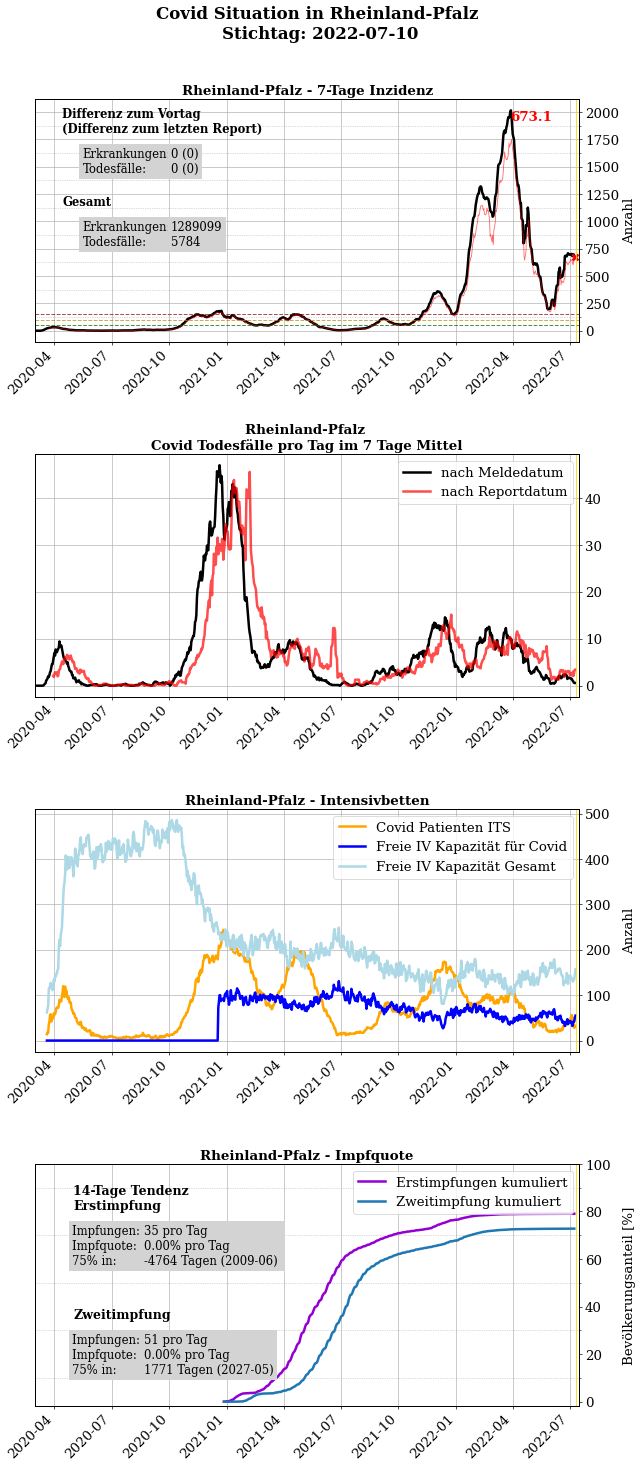 Covid Situation in Rheinland-Pfalz
Stichtag: 2022-07-10
Rheinland-Pfalz - 7-Tage Inzidenz
Differenz zum Vortag
(Differenz zum letzten Report)
Erkrankungen 0 (0)
Todesfälle: 0 (0)
Gesamt
Erkrankungen 1289099
Todesfälle: 5784
673.1
2000
1750
1500
1250
1000
750
500
250
0
Anzahl
2020-04 2020-07 2020-10 2021-01 2021-04 2021-07 2021-10 2022-01 2022-04 2022-07
Rheinland-Pfalz
Covid Todesfälle pro Tag im 7 Tage Mittel
nach Meldedatum
nach Reportdatum
40
30
20
10
0
2020-04 2020-07 2020-10 2021-01 2021-04 2021-07 2021-10 2022-01 2022-04 2022-07
Rheinland-Pfalz - Intensivbetten
Covid Patienten ITS
Freie IV Kapazität für Covid
Freie IV Kapazität Gesamt
500
400
300
200
100
0
Anzahl
2020-04 2020-07 2020-10 2021-01 2021-04 2021-07 2021-10 2022-01 2022-04 2022-07
Rheinland-Pfalz - Impfquote
14-Tage Tendenz
Erstimpfung
Impfungen: 35 pro Tag
Impfquote: 0.00% pro Tag
75% in: -4764 Tagen (2009-06)
Zweitimpfung
Impfungen: 51 pro Tag
Impfquote: 0.00% pro Tag
75% in: 1771 Tagen (2027-05)
Erstimpfungen kumuliert
Zweitimpfung kumuliert
100
80
60
40
20
0
Bevölkerungsanteil [%]
2020-04 2020-07 2020-10 2021-01 2021-04 2021-07 2021-10 2022-01 2022-04 2022-07